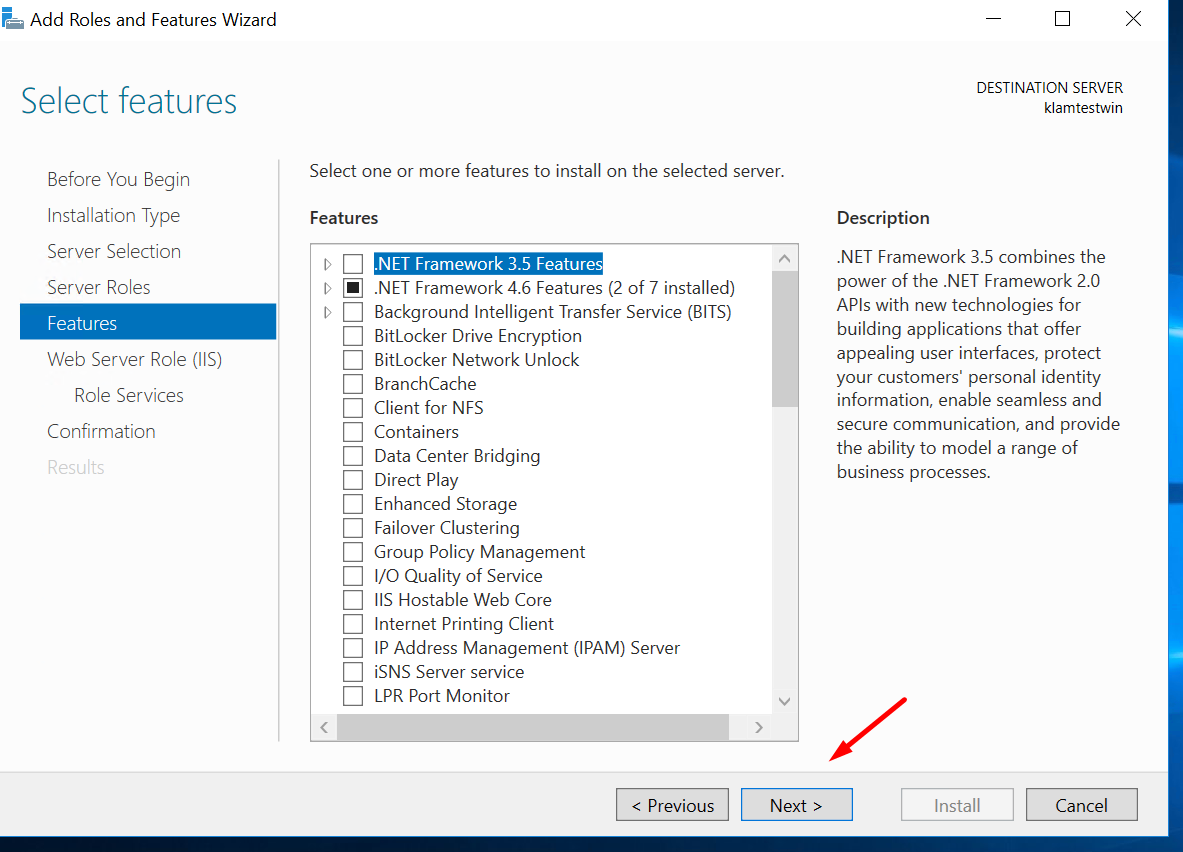 Add Roles and Features Wizard
Select features
DESTINATION SERVER
klamtestwin
Before You Begin
Installation Type
Server Selection
Server Roles
Features
Web Server Role (IIS)
Role Services
Confirmation
Results
Select one or more features to install on the selected server.
Features
.NET Framework 3.5 Features
.NET Framework 4.6 Features (2 of 7 installed)
Background Intelligent Transfer Service (BITS)
BitLocker Drive Encryption
BitLocker Network Unlock
BranchCache
Client for NFS
Containers
Data Center Bridging
Direct Play
Enhanced Storage
Failover Clustering
Group Policy Management
I/O Quality of Service
IIS Hostable Web Core
Internet Printing Client
IP Address Management (IPAM) Server
iSNS Server service
LPR Port Monitor
Description
.NET Framework 3.5 combines the
power of the .NET Framework 2.0
APIs with new technologies for
building applications that offer
appealing user interfaces, protect
your customers' personal identity
information, enable seamless and
secure communication, and provide
the ability to model a range of
business processes.
< Previous
Next >
Install
Cancel